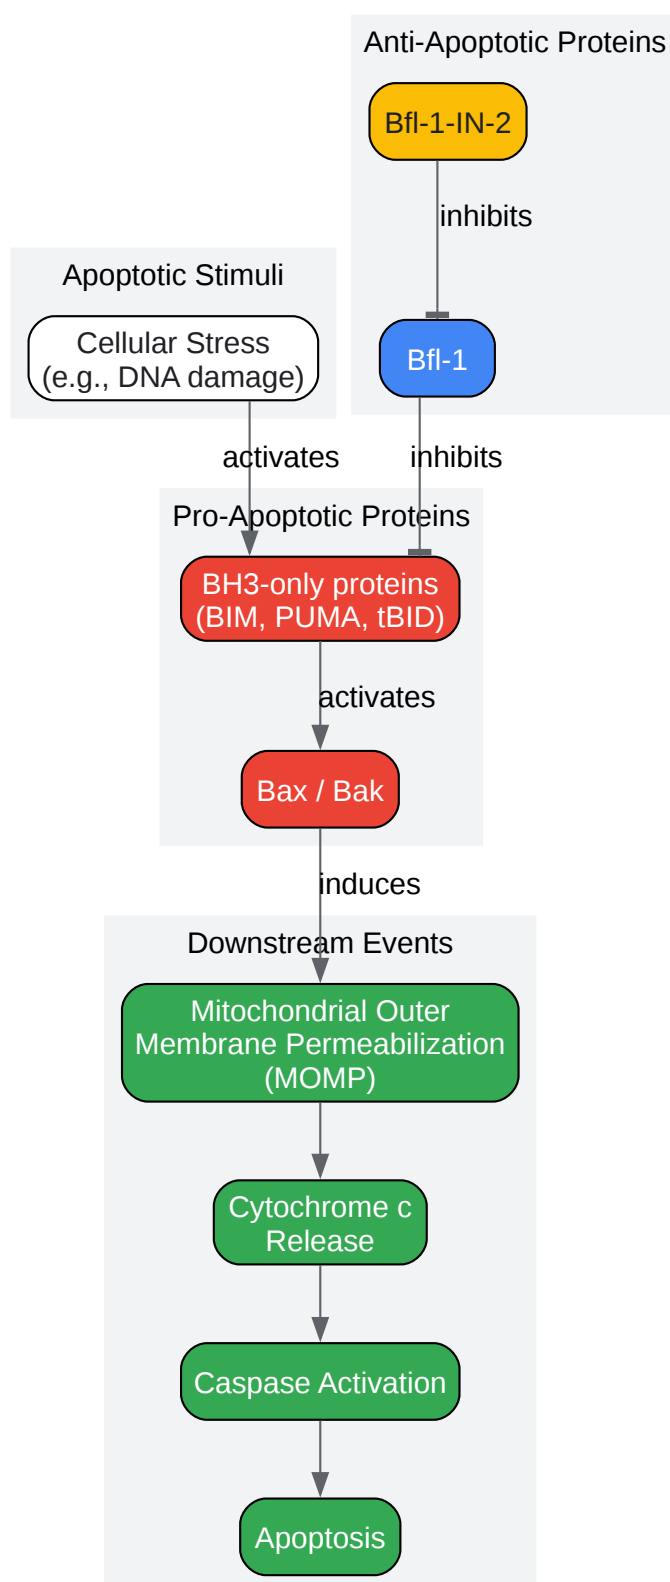 Anti-Apoptotic Proteins
Bfl-1-IN-2
inhibits
Apoptotic Stimuli
Cellular Stress
(e.g., DNA damage)
Bfl-1
activates
inhibits
Pro-Apoptotic Proteins
BH3-only proteins
(BIM, PUMA, tBID)
activates
Bax / Bak
induces
Downstream Events
Mitochondrial Outer
Membrane Permeabilization
(MOMP)
Cytochrome c
Release
Caspase Activation
Apoptosis